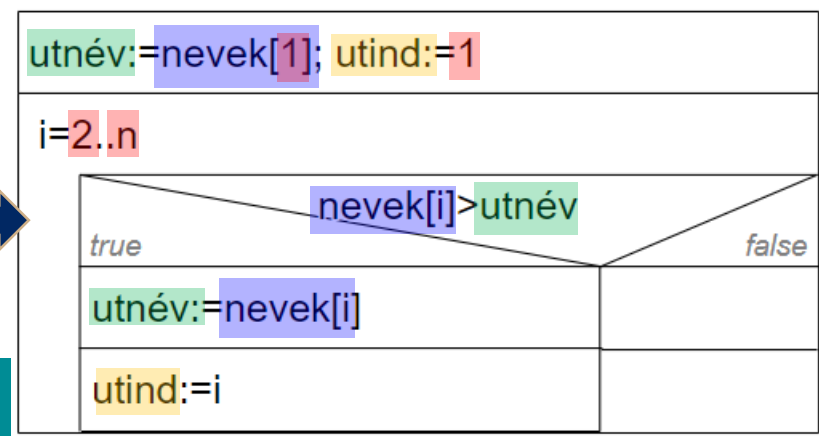 utnév:=nevek[1]; utind:=1
i=2..n
nevek[i]>utnév
true
false
utnév:=nevek[i]
utind:=i